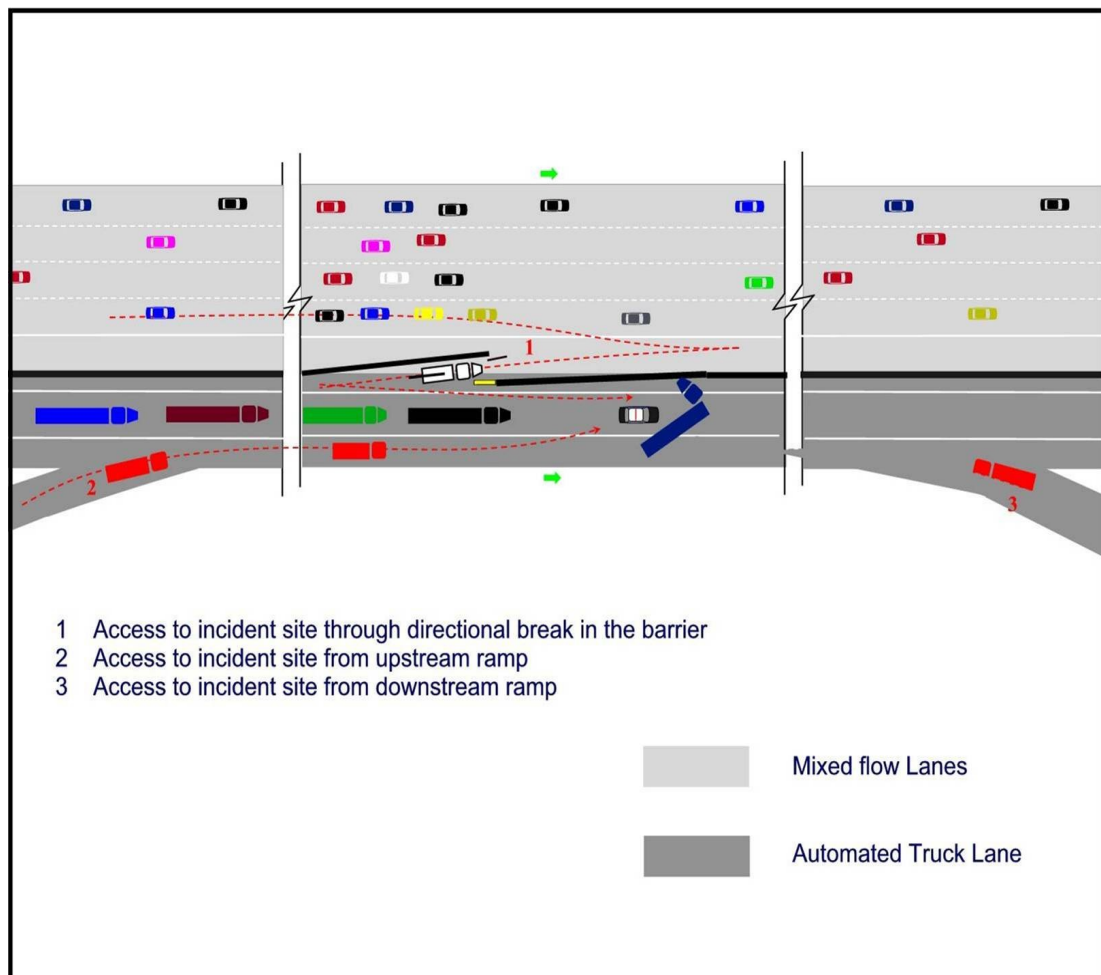 1
2
3
1 Access to incident site through directional break in the barrier
2 Access to incident site from upstream ramp
3 Access to incident site from downstream ramp
Mixed flow Lanes
Automated Truck Lane